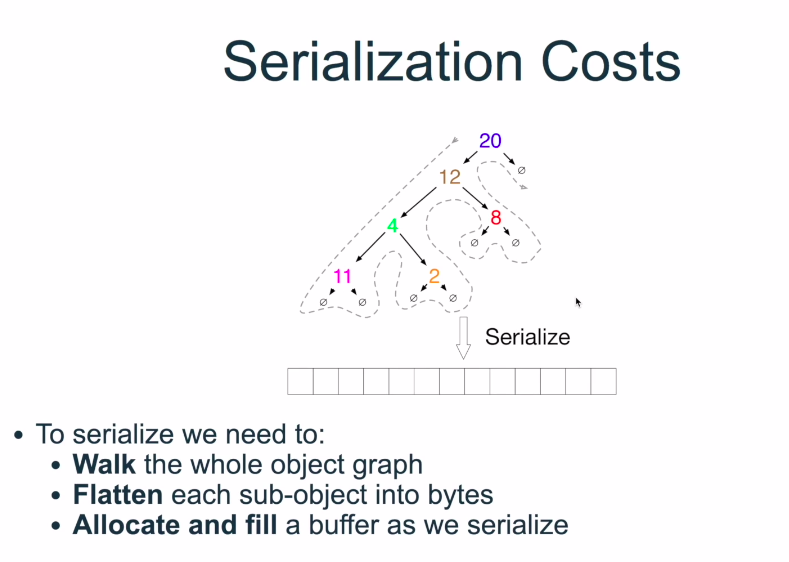 Serialization Costs
20
∅
12
8
4
∅ ∅
11
2
∅ ∅ ∅ ∅
Serialize
• To serialize we need to:
• Walk the whole object graph
• Flatten each sub-object into bytes
• Allocate and fill a buffer as we serialize